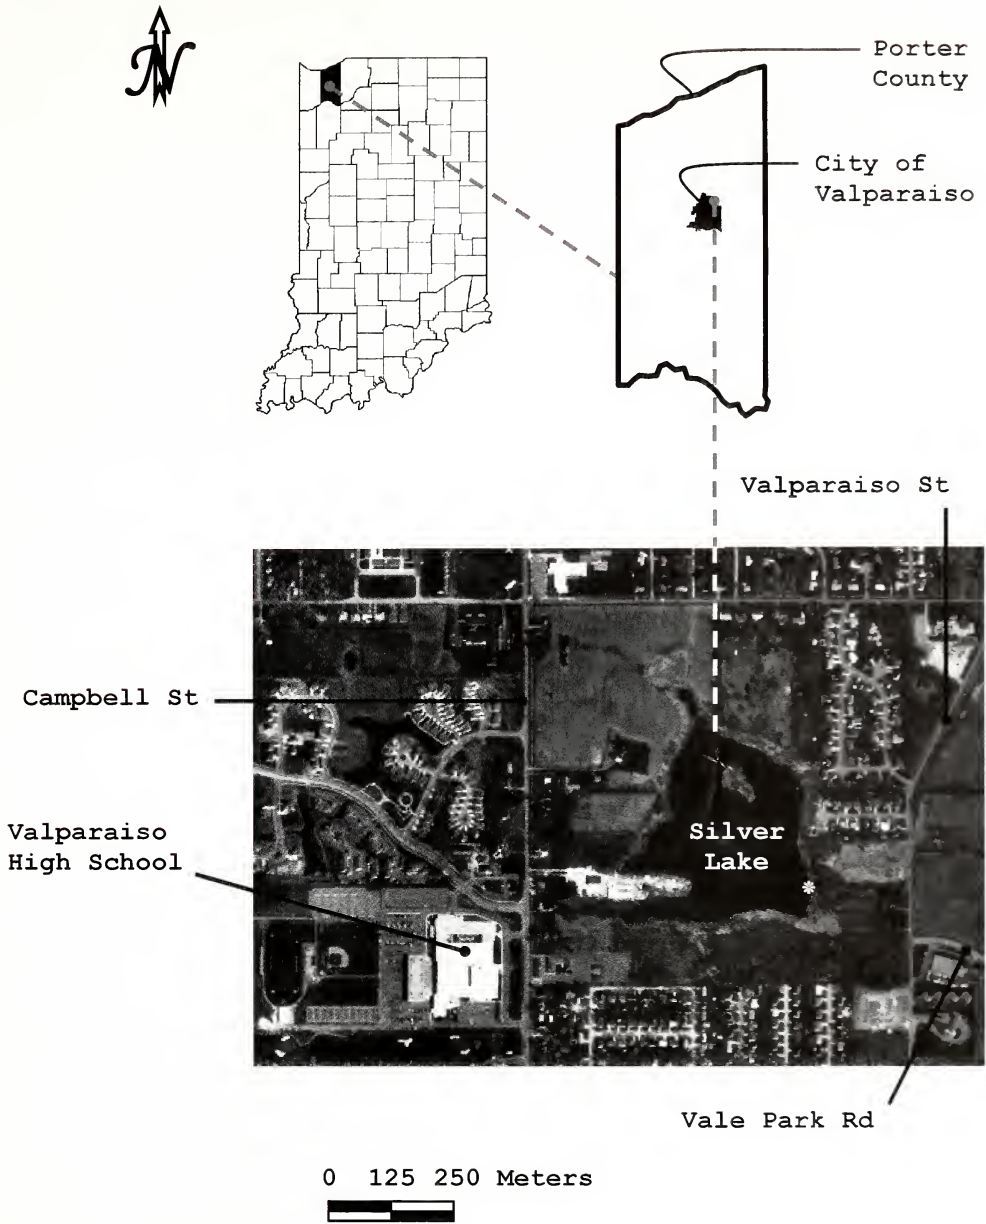 N
Porter
County
City of
Valparaiso
Valparaiso St
Campbell St
Valparaiso
High School
Silver
Lake
*
Vale Park Rd
0 125 250 Meters